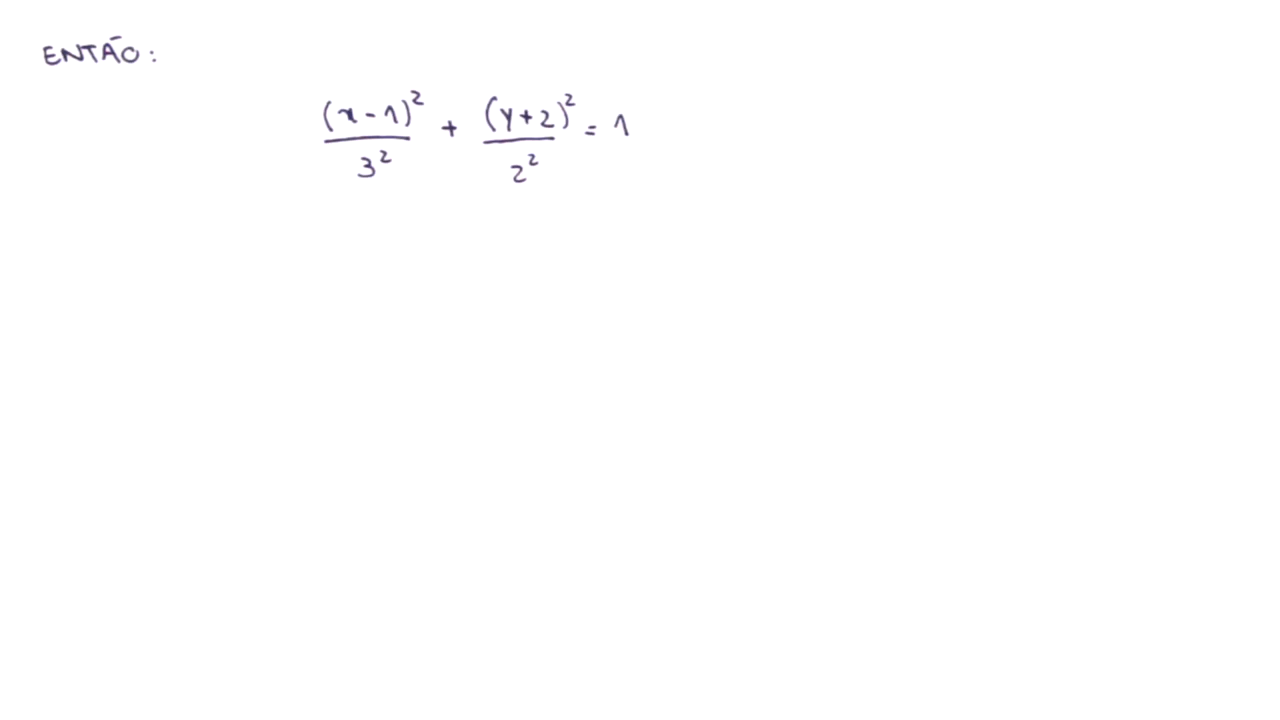 ENTÃO:
(x-1)²/3² + (y+2)²/2² = 1